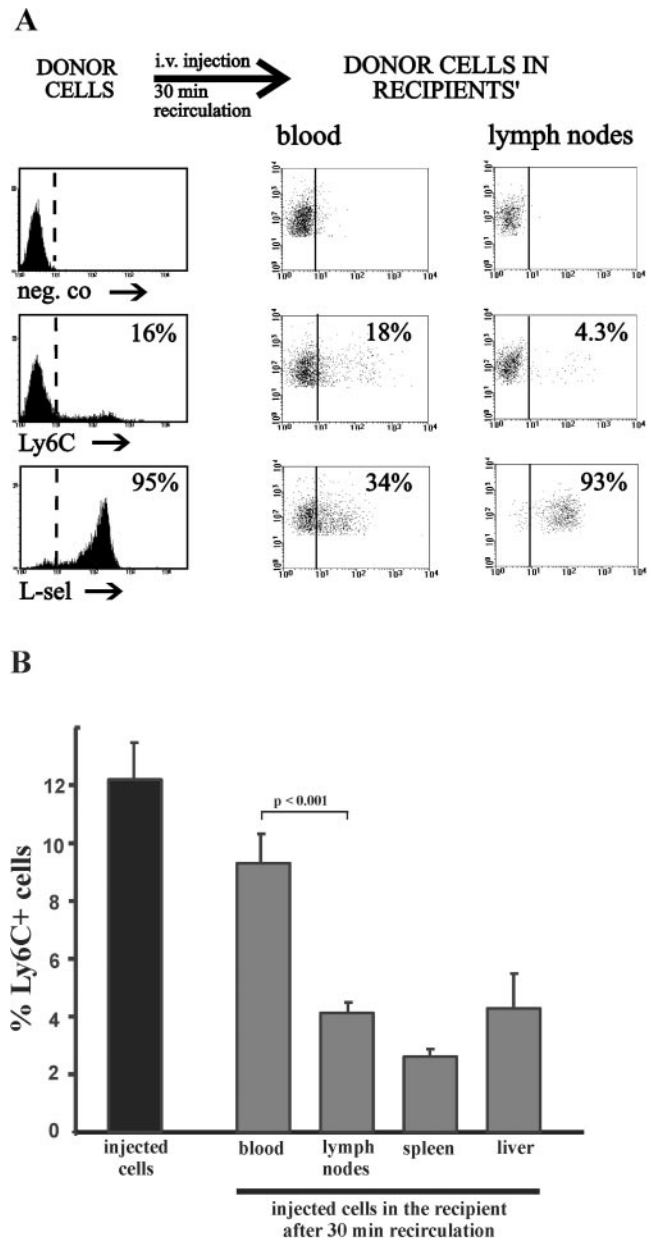 A
DONOR
CELLS
i.v. injection
30 min
recirculation
DONOR CELLS IN
RECIPIENTS'
blood
lymph nodes
neg. co
16%
18%
4.3%
Ly6C
95%
34%
93%
L-sel
B
% Ly6C+ cells
12
10
8
6
4
2
0
p < 0.001
injected
cells
blood
lymph
nodes
spleen
liver
injected cells in the recipient
after 30 min recirculation